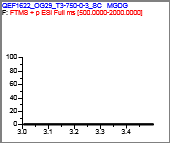 QEF1622_OG29_T3-750-0-3_SC MGDG
F: FTMS + p ESI Full ms [500.0000-2000.0000]
100
80
60
40
20
0
3.0 3.1 3.2 3.3 3.4